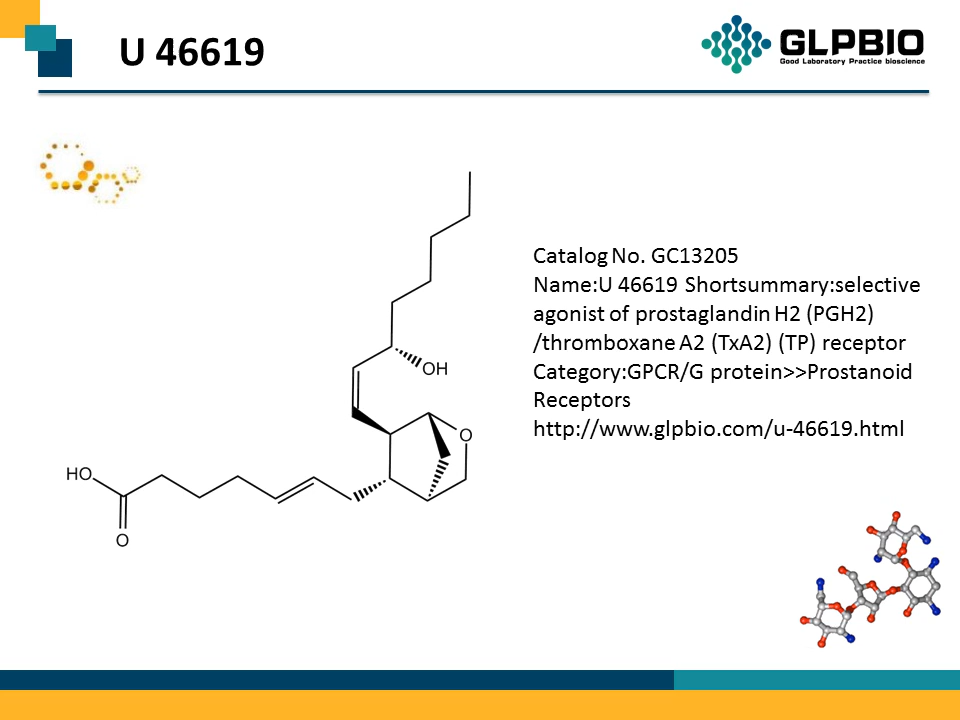 U 46619
GLPBIO
Good Laboratory Practice bioscience
Catalog No. GC13205
Name:U 46619 Shortsummary:selective
agonist of prostaglandin H2 (PGH2)
/thromboxane A2 (TxA2) (TP) receptor
Category:GPCR/G protein>>Prostanoid
Receptors
http://www.glpbio.com/u-46619.html
OH
O
HO
O